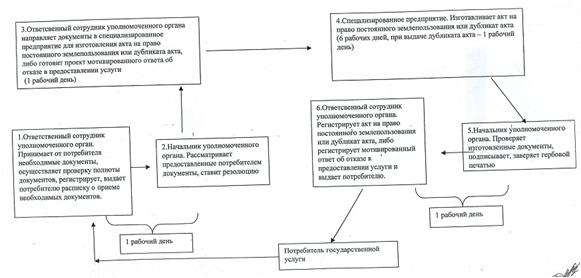 3.Ответсвенный сотрудник уполномоченного органа
направляет документы в специализированное
предприятие для изготовления акта на право
постоянного землепользования или дубликата акта,
либо готовит проект мотивированного ответа об
отказе в предоставлении услуги
(1 рабочий день)
4.Специализированное предприятие. Изготавливает акт на
право постоянного землепользования или дубликат акта
(6 рабочих дней, при выдаче дубликата акта – 1 рабочий
день)
1.Ответственный сотрудник
уполномоченного орган.
Принимает от потребителя
необходимые документы,
осуществляет проверку полноты
документов, регистрирует, выдает
потребителю расписку о приеме
необходимых документов.
2.Начальник уполномоченного
органа. Рассматривает
предоставленные потребителем
документы, ставит резолюцию
6.Ответсвенный сотрудник
уполномоченного органа.
Регистрирует акт на право
постоянного землепользования
или дубликат акта, либо
регистрирует мотивированный
ответ об отказе в
предоставлении услуги и
выдает потребителю.
5.Начальник уполномоченного
органа. Проверяет
изготовленные документы,
подписывает, заверяет гербовой
печатью
1 рабочий день
1 рабочий день
Потребитель государственной
услуги